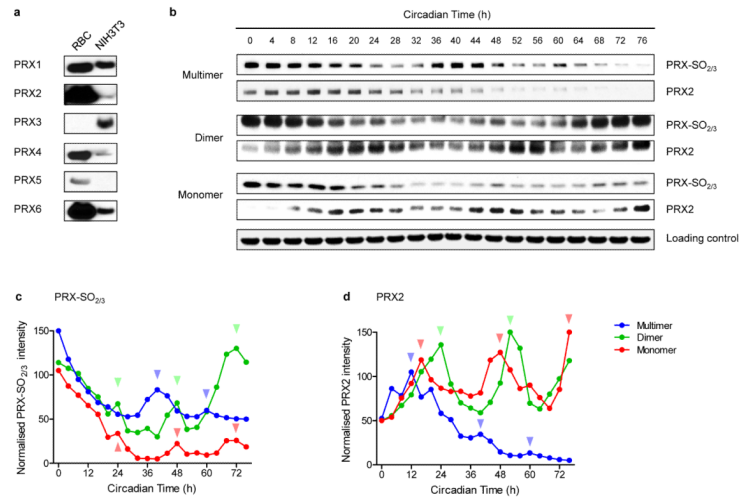 a
RBC
NIH3T3
PRX1
PRX2
PRX3
PRX4
PRX5
PRX6
b
Circadian Time (h)
0 4 8 12 16 20 24 28 32 36 40 44 48 52 56 60 64 68 72 76
Multimer
PRX-SO2/3
PRX2
Dimer
PRX-SO2/3
PRX2
Monomer
PRX-SO2/3
PRX2
Loading control
c PRX-SO2/3
Normalised PRX-SO2/3 intensity
150
100
50
0
0 12 24 36 48 60 72
Circadian Time (h)
d PRX2
Normalised PRX2 intensity
150
100
50
0
0 12 24 36 48 60 72
Circadian Time (h)
Multimer
Dimer
Monomer